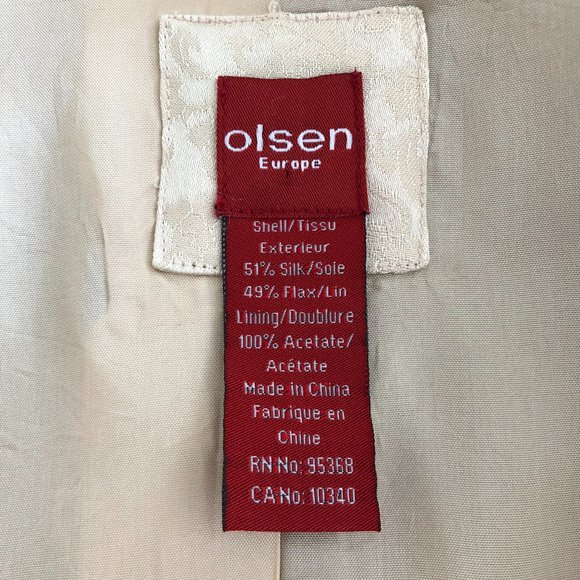 olsen
Europe
Shell/Tissu
Exterieur
51% Silk/Soie
49% Flax/Lin
Lining/Doublure
100% Acetate/
Acétate
Made in China
Fabrique en
Chine
RN No: 95368
CA No: 10340